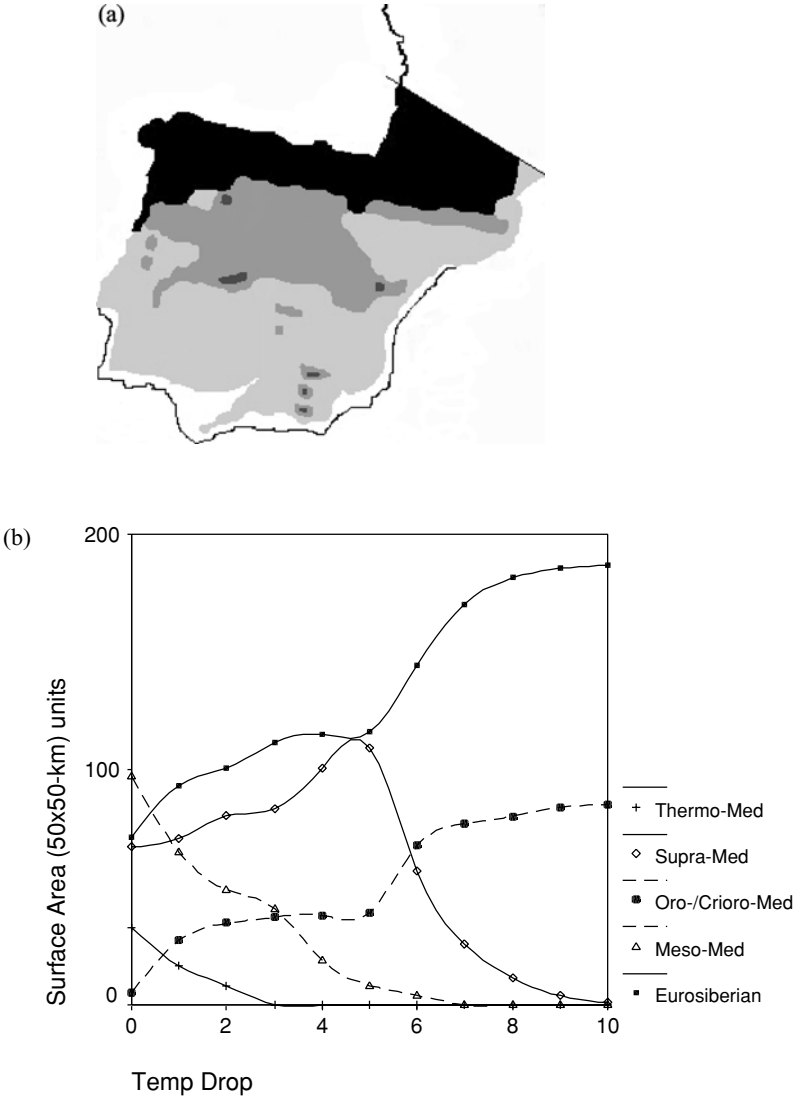 (a)
(b)
200
100
0
Surface Area (50x50-km) units
0
2
4
6
8
10
Temp Drop
Thermo-Med
Supra-Med
Oro-/Crioro-Med
Meso-Med
Eurosiberian